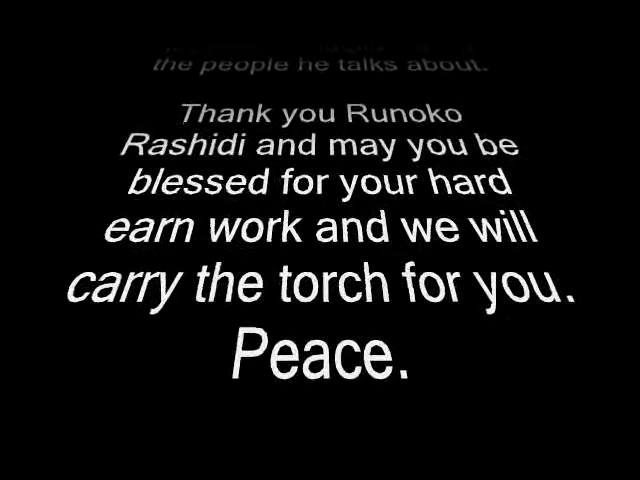 the people he talks about.
Thank you Runoko
Rashidi and may you be
blessed for your hard
earn work and we will
carry the torch for you.
Peace.